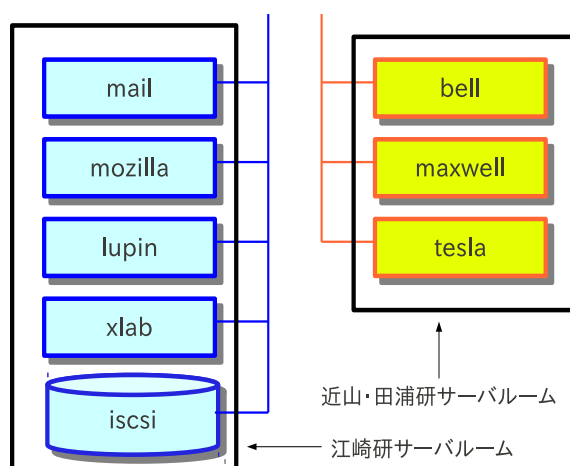 mail
mozilla
lupin
xlab
iscsi
bell
maxwell
tesla
近山・田浦研サーバルーム
江崎研サーバルーム